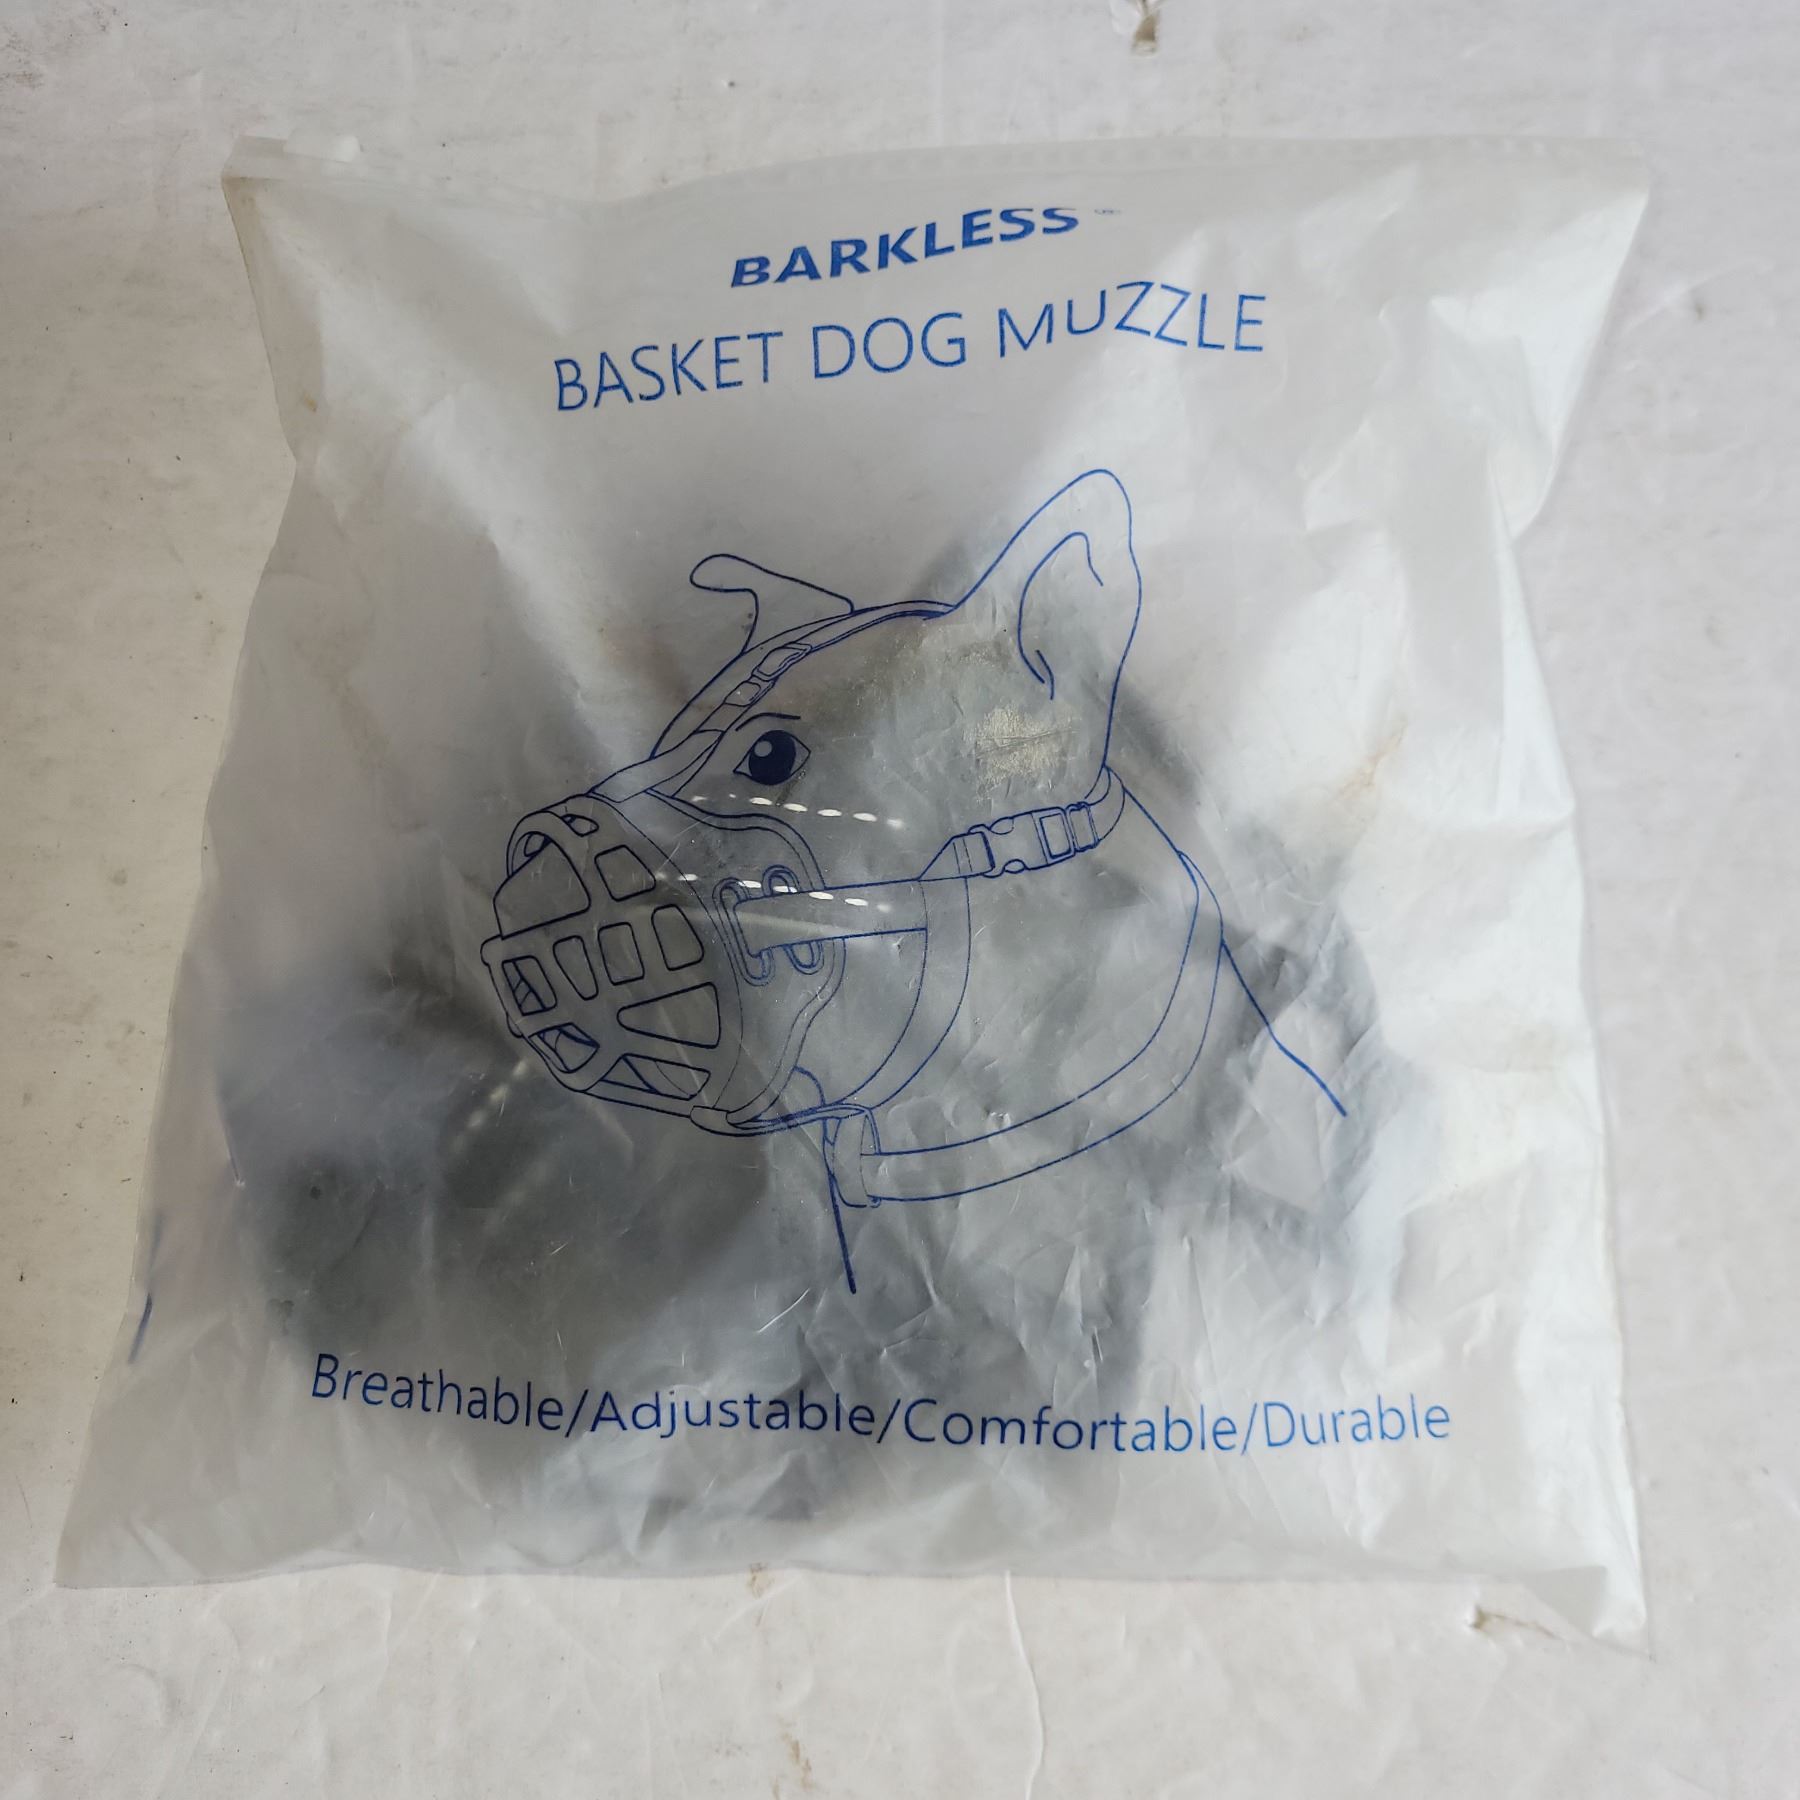 BARKLESS
BASKET DOG MUZZLE
Breathable/Adjustable/Comfortable/Durable